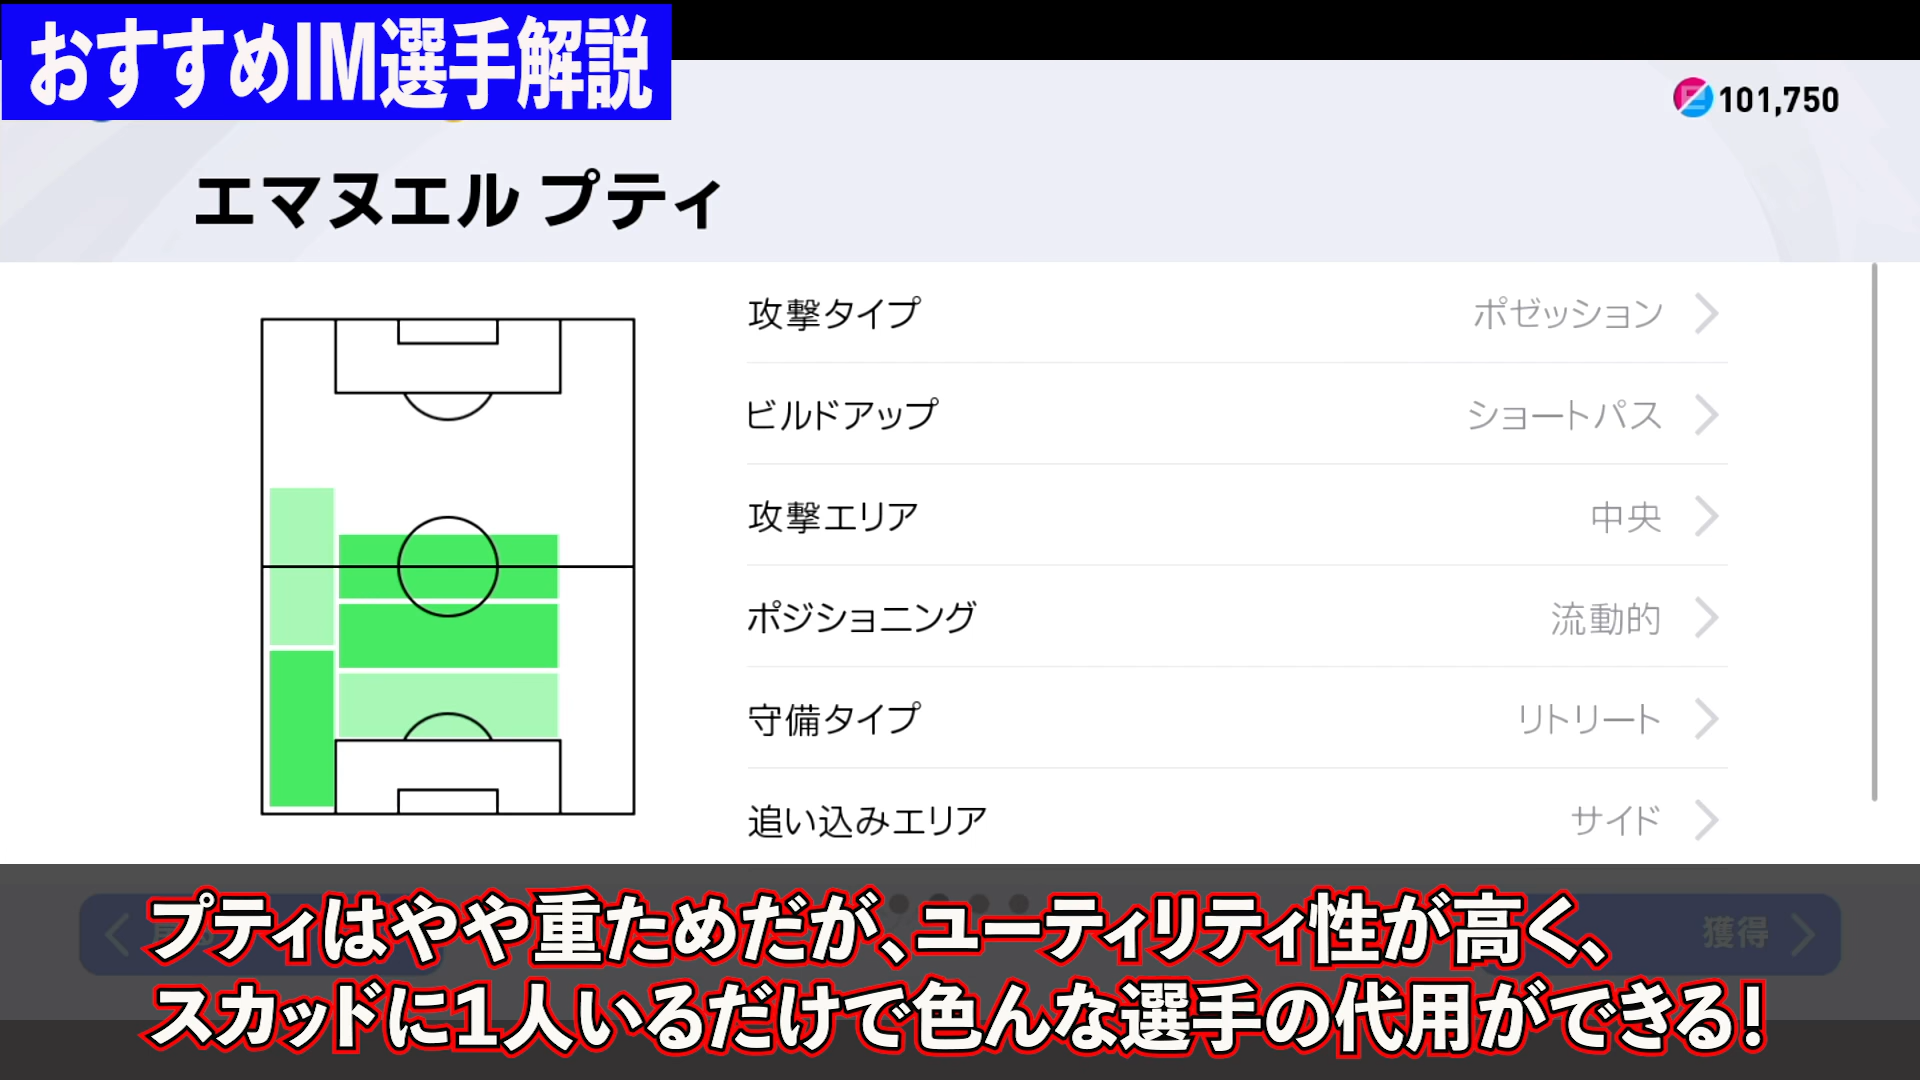 おすすめIM選手解説
101,750
エマヌエル プティ
攻撃タイプ ポゼッション
ビルドアップ ショートパス
攻撃エリア 中央
ポジショニング 流動的
守備タイプ リトリート
追い込みエリア サイド
獲得
プティはやや重ためだが、ユーティリティ性が高く、
スカッドに1人いるだけで色んな選手の代用ができる!